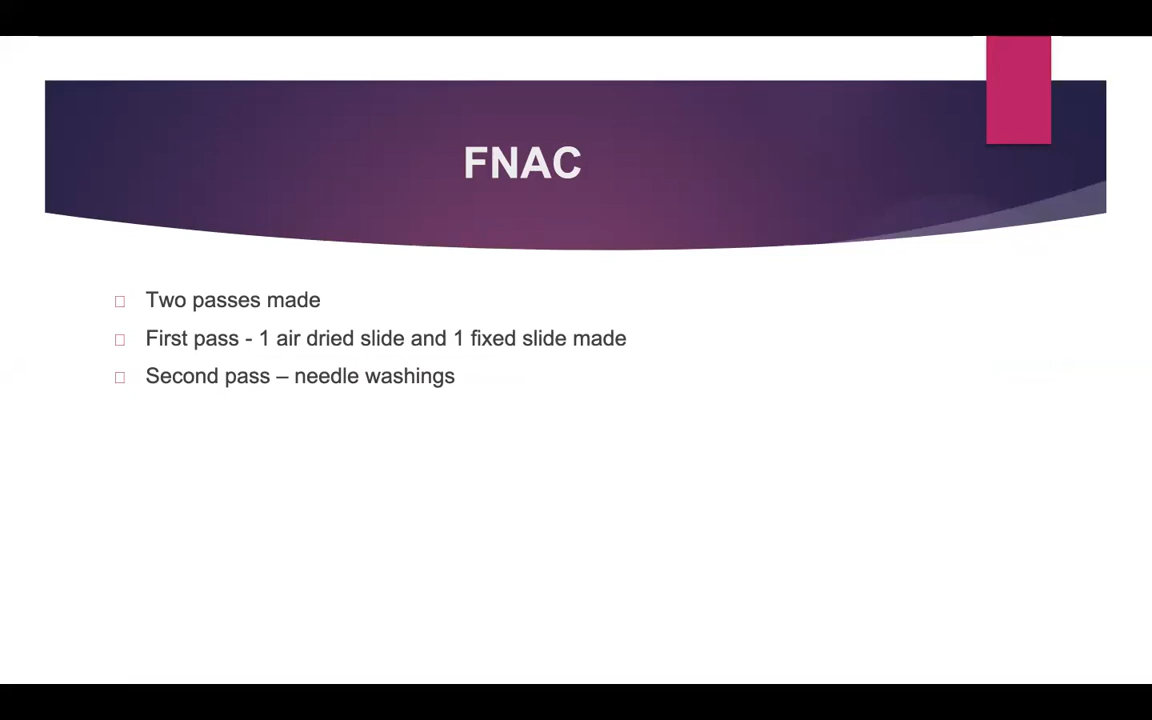 FNAC
Two passes made
First pass - 1 air dried slide and 1 fixed slide made
Second pass – needle washings